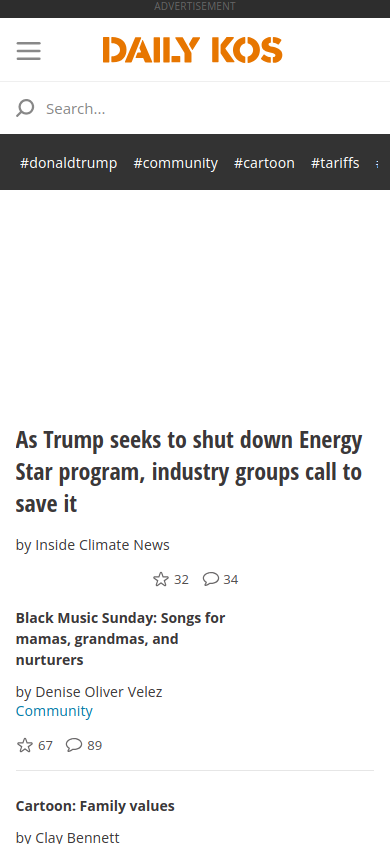 ADVERTISEMENT
DAILY KOS
Search...
#donaldtrump #community #cartoon #tariffs
As Trump seeks to shut down Energy
Star program, industry groups call to
save it
by Inside Climate News
32 34
Black Music Sunday: Songs for
mamas, grandmas, and
nurturers
by Denise Oliver Velez
Community
67 89
Cartoon: Family values
by Clay Bennett